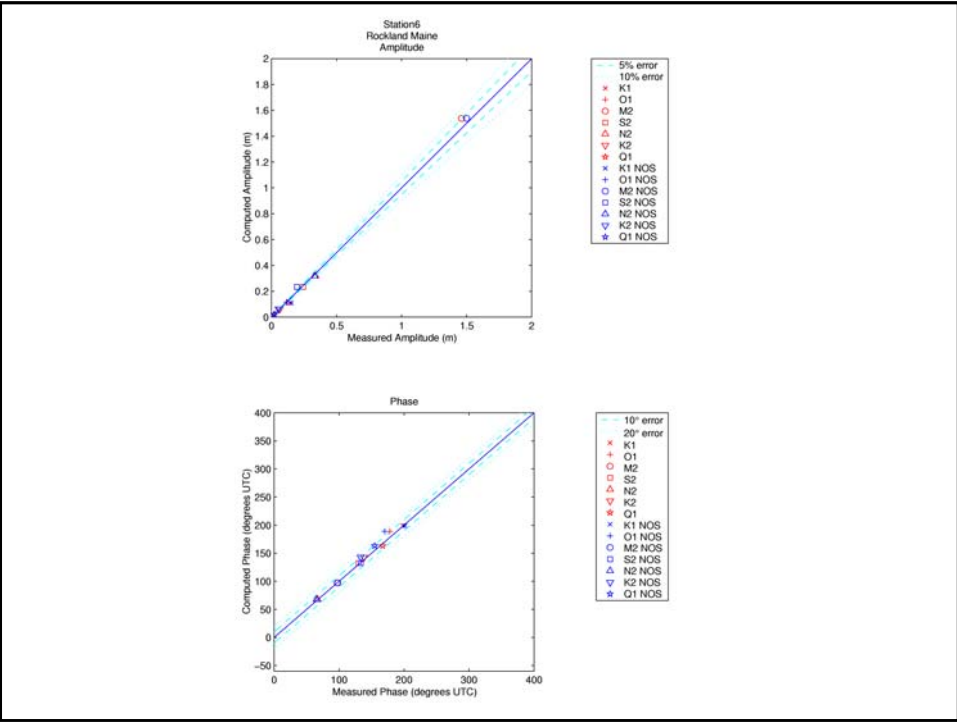 Station6
Rockland Maine
Amplitude
2
1.8
1.6
1.4
1.2
1
0.8
0.6
0.4
0.2
0
Computed Amplitude (m)
0 0.5 1 1.5 2
Measured Amplitude (m)
5% error
10% error
K1
O1
M2
S2
N2
K2
Q1
K1 NOS
O1 NOS
M2 NOS
S2 NOS
N2 NOS
K2 NOS
Q1 NOS
Phase
400
350
300
250
200
150
100
50
0
−50
Computed Phase (degrees UTC)
0 100 200 300 400
Measured Phase (degrees UTC)
10° error
20° error
K1
O1
M2
S2
N2
K2
Q1
K1 NOS
O1 NOS
M2 NOS
S2 NOS
N2 NOS
K2 NOS
Q1 NOS